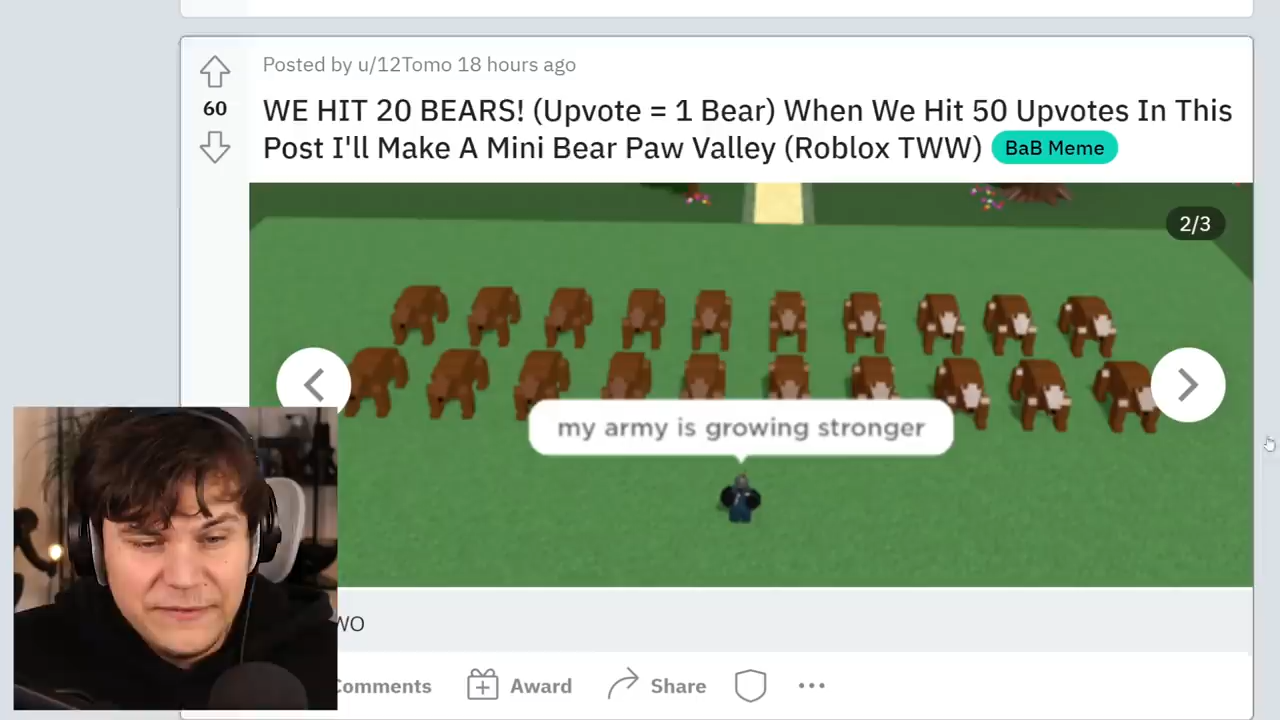 Posted by u/12Tomo 18 hours ago
60
WE HIT 20 BEARS! (Upvote = 1 Bear) When We Hit 50 Upvotes In This
Post I'll Make A Mini Bear Paw Valley (Roblox TWW) BaB Meme
2/3
my army is growing stronger
WO
Comments Award Share